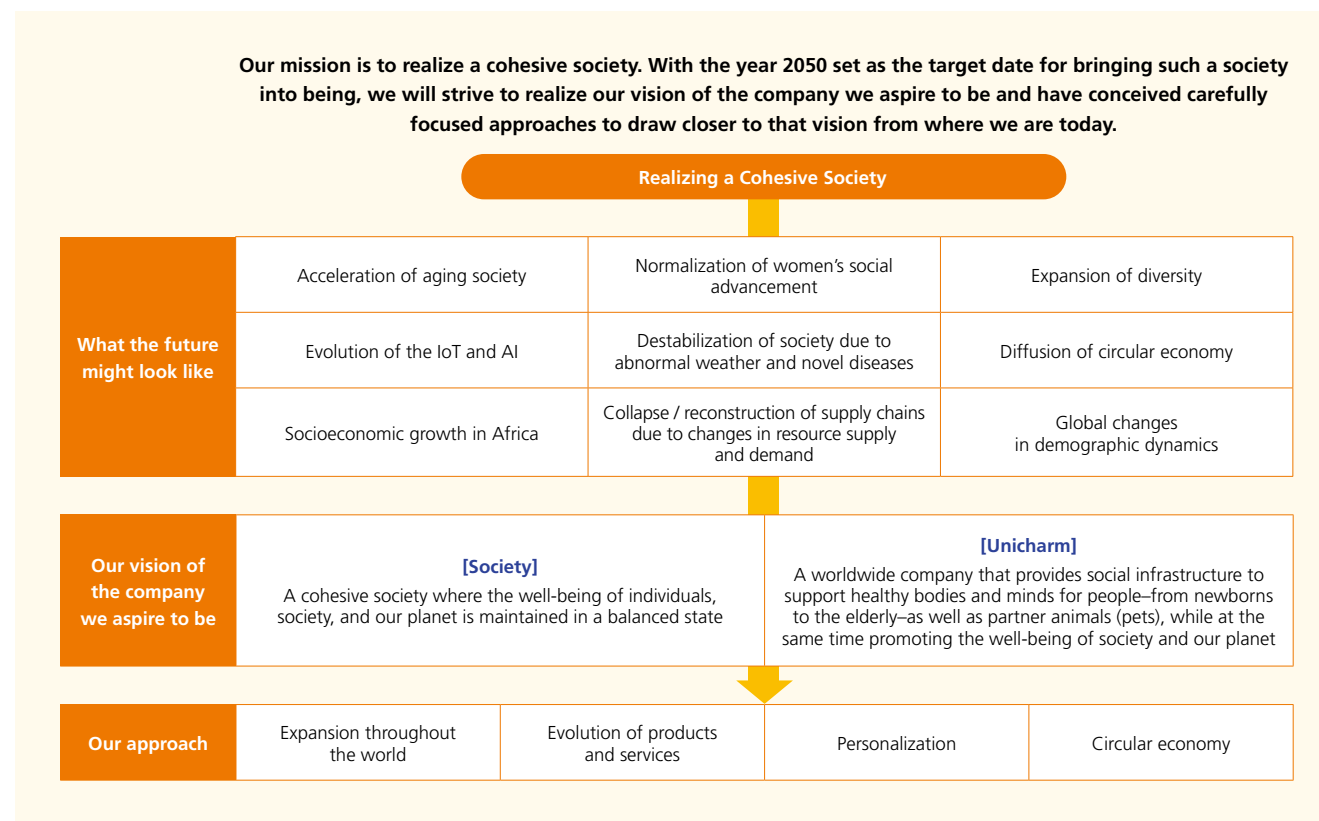 Our mission is to realize a cohesive society. With the year 2050 set as the target date for bringing such a society
into being, we will strive to realize our vision of the company we aspire to be and have conceived carefully
focused approaches to draw closer to that vision from where we are today.
Realizing a Cohesive Society
What the future
might look like
Acceleration of aging society
Normalization of women’s social
advancement
Expansion of diversity
Evolution of the IoT and AI
Destabilization of society due to
abnormal weather and novel diseases
Diffusion of circular economy
Socioeconomic growth in Africa
Collapse / reconstruction of supply chains
due to changes in resource supply
and demand
Global changes
in demographic dynamics
Our vision of
the company
we aspire to be
[Society]
A cohesive society where the well-being of individuals,
society, and our planet is maintained in a balanced state
[Unicharm]
A worldwide company that provides social infrastructure to
support healthy bodies and minds for people–from newborns
to the elderly–as well as partner animals (pets), while at the
same time promoting the well-being of society and our planet
Our approach
Expansion throughout
the world
Evolution of products
and services
Personalization
Circular economy